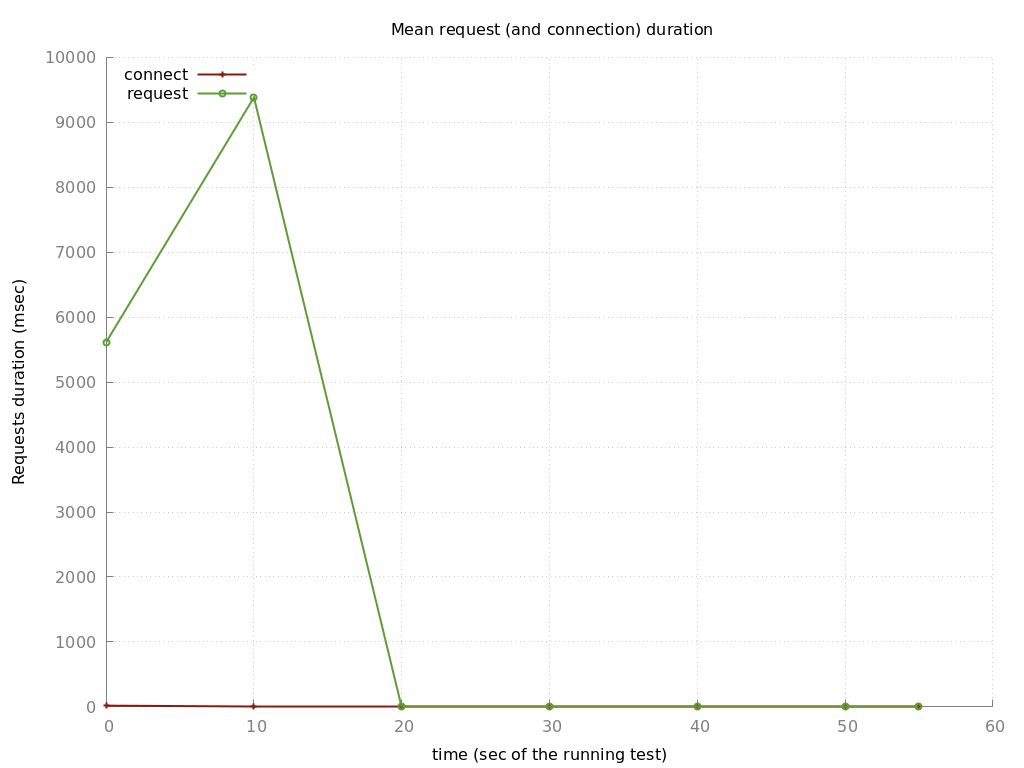 Mean request (and connection) duration
connect
request
10000
9000
8000
7000
6000
5000
4000
3000
2000
1000
0
Requests duration (msec)
0 10 20 30 40 50 60
time (sec of the running test)